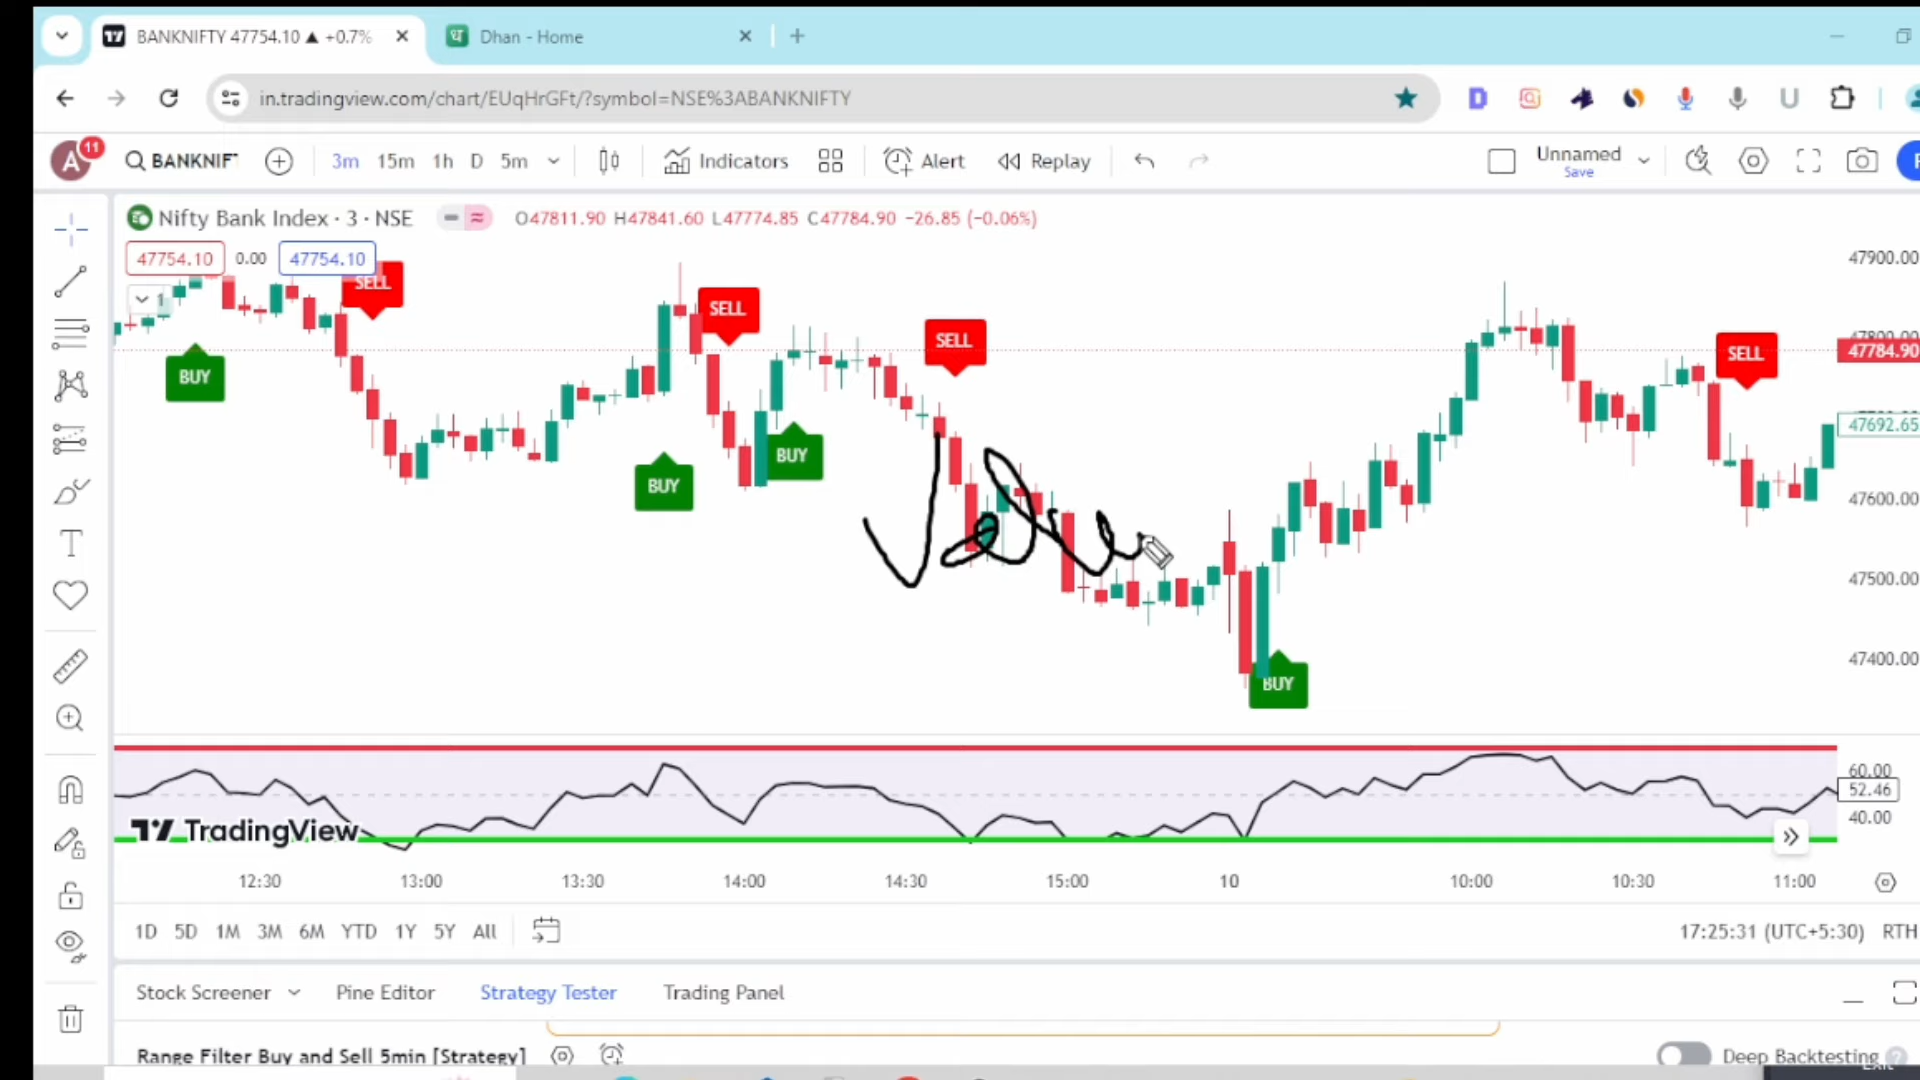 BANKNIFTY 47754.10 ▲ +0.7% Dhan - Home
in.tradingview.com/chart/EUqHrGFt/?symbol=NSE%3ABANKNIFTY
A 11 BANKNIF 3m 15m 1h D 5m Indicators Alert Replay Unnamed
Save
Nifty Bank Index · 3 · NSE O47811.90 H47841.60 L47774.85 C47784.90 −26.85 (−0.06%)
47754.10 0.00 47754.10
47900.00
SELL
1
SELL
47800.00
SELL
SELL
47784.90
BUY
47692.65
BUY
BUY
47600.00
47500.00
47400.00
BUY
60.00
52.46
40.00
TradingView
12:30 13:00 13:30 14:00 14:30 15:00 10 10:00 10:30 11:00
1D 5D 1M 3M 6M YTD 1Y 5Y All 17:25:31 (UTC+5:30) RTH
Stock Screener Pine Editor Strategy Tester Trading Panel
Range Filter Buy and Sell 5min [Strategy] Deep Backtesting